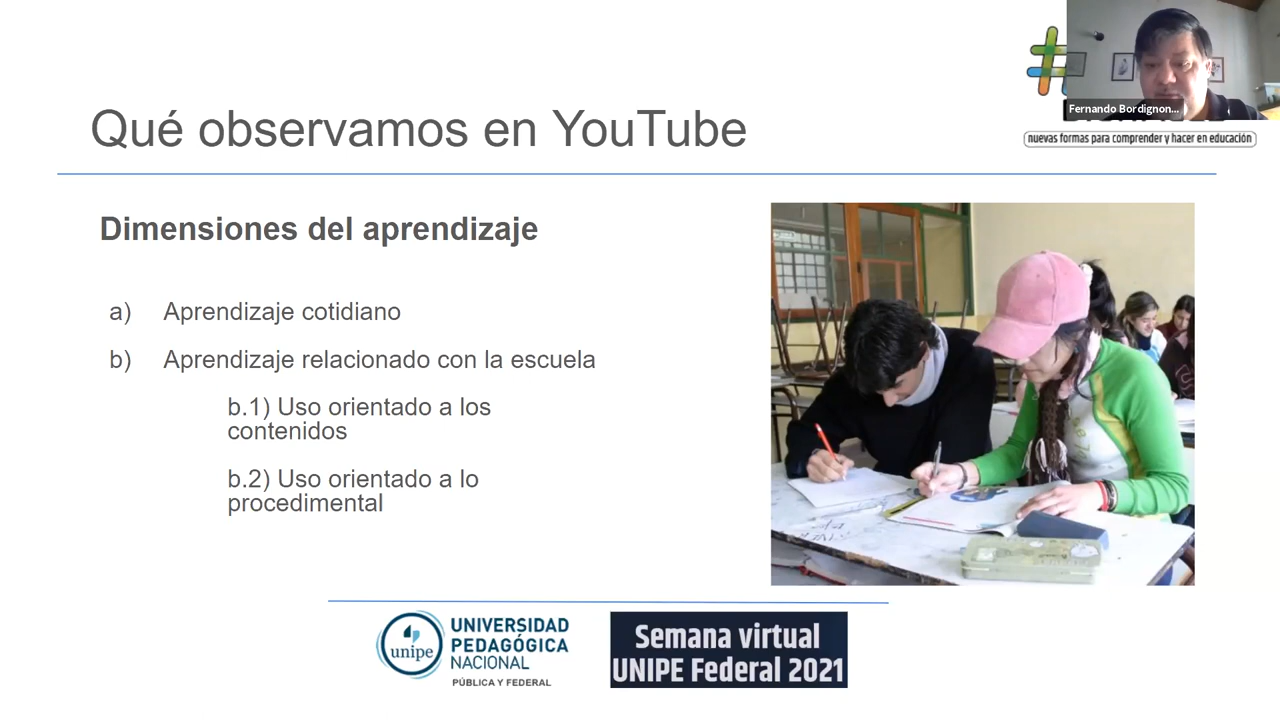 Qué observamos en YouTube
Fernando Bordignon...
nuevas formas para comprender y hacer en educación
Dimensiones del aprendizaje
a) Aprendizaje cotidiano
b) Aprendizaje relacionado con la escuela
b.1) Uso orientado a los
contenidos
b.2) Uso orientado a lo
procedimental
unipe
UNIVERSIDAD
PEDAGÓGICA
NACIONAL
PÚBLICA Y FEDERAL
Semana virtual
UNIPE Federal 2021